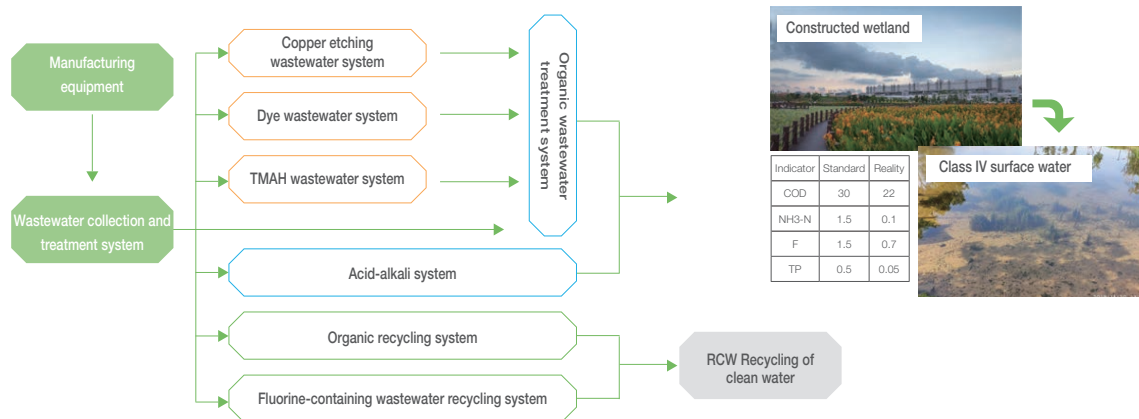 Manufacturing
equipment
Wastewater collection and
treatment system
Copper etching
wastewater system
Dye wastewater system
TMAH wastewater system
Organic wastewater
treatment system
Acid-alkali system
Organic recycling system
Fluorine-containing wastewater recycling system
RCW Recycling of
clean water
Constructed wetland
Class IV surface water
Indicator Standard Reality
COD 30 22
NH3-N 1.5 0.1
F 1.5 0.7
TP 0.5 0.05